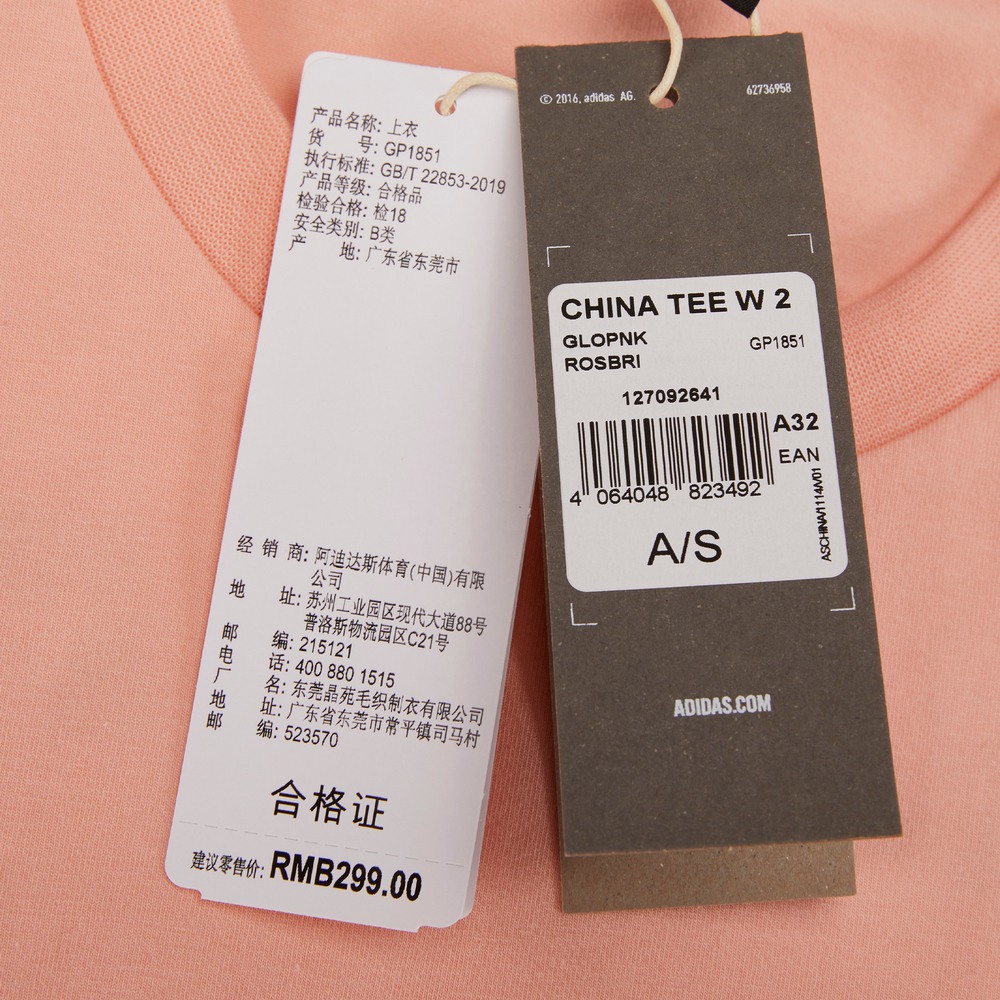 产品名称: 上衣
货 号: GP1851
执行标准: GB/T 22853-2019
产品等级: 合格品
检验合格: 检18
安全类别: B类
产 地: 广东省东莞市
经 销 商: 阿迪达斯体育(中国)有限
公司
地 址: 苏州工业园区现代大道88号
普洛斯物流园区C21号
邮 编: 215121
电 话: 400 880 1515
厂 名: 东莞晶苑毛织制衣有限公司
地 址: 广东省东莞市常平镇司马村
邮 编: 523570
合格证
建议零售价: RMB299.00
© 2016, adidas AG.
62736958
CHINA TEE W 2
GLOPNK
ROSBRI
GP1851
127092641
A32
EAN
4 064048 823492
ASCHINA/1114A/01
A/S
ADIDAS.COM